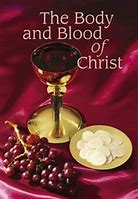 The Body
and Blood of
Christ